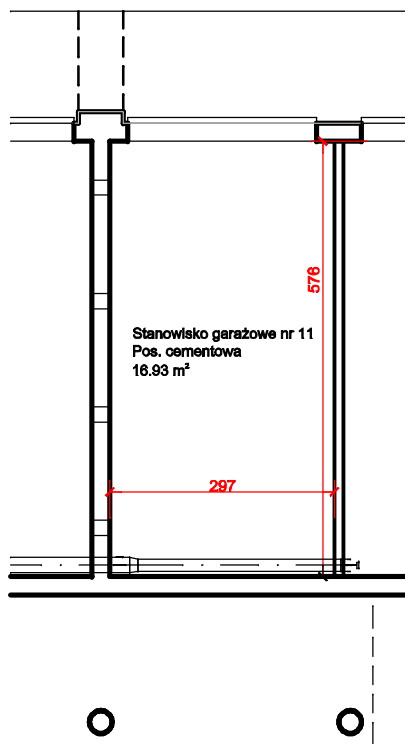 576
Stanowisko garażowe nr 11
Pos. cementowa
16.93 m²
297